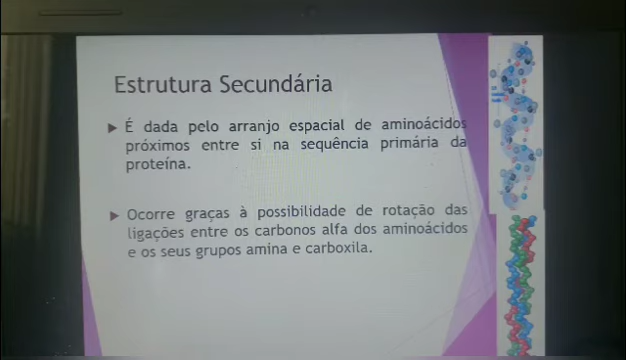 Estrutura Secundária
É dada pelo arranjo espacial de aminoácidos
próximos entre si na sequência primária da
proteína.
Ocorre graças à possibilidade de rotação das
ligações entre os carbonos alfa dos aminoácidos
e os seus grupos amina e carboxila.